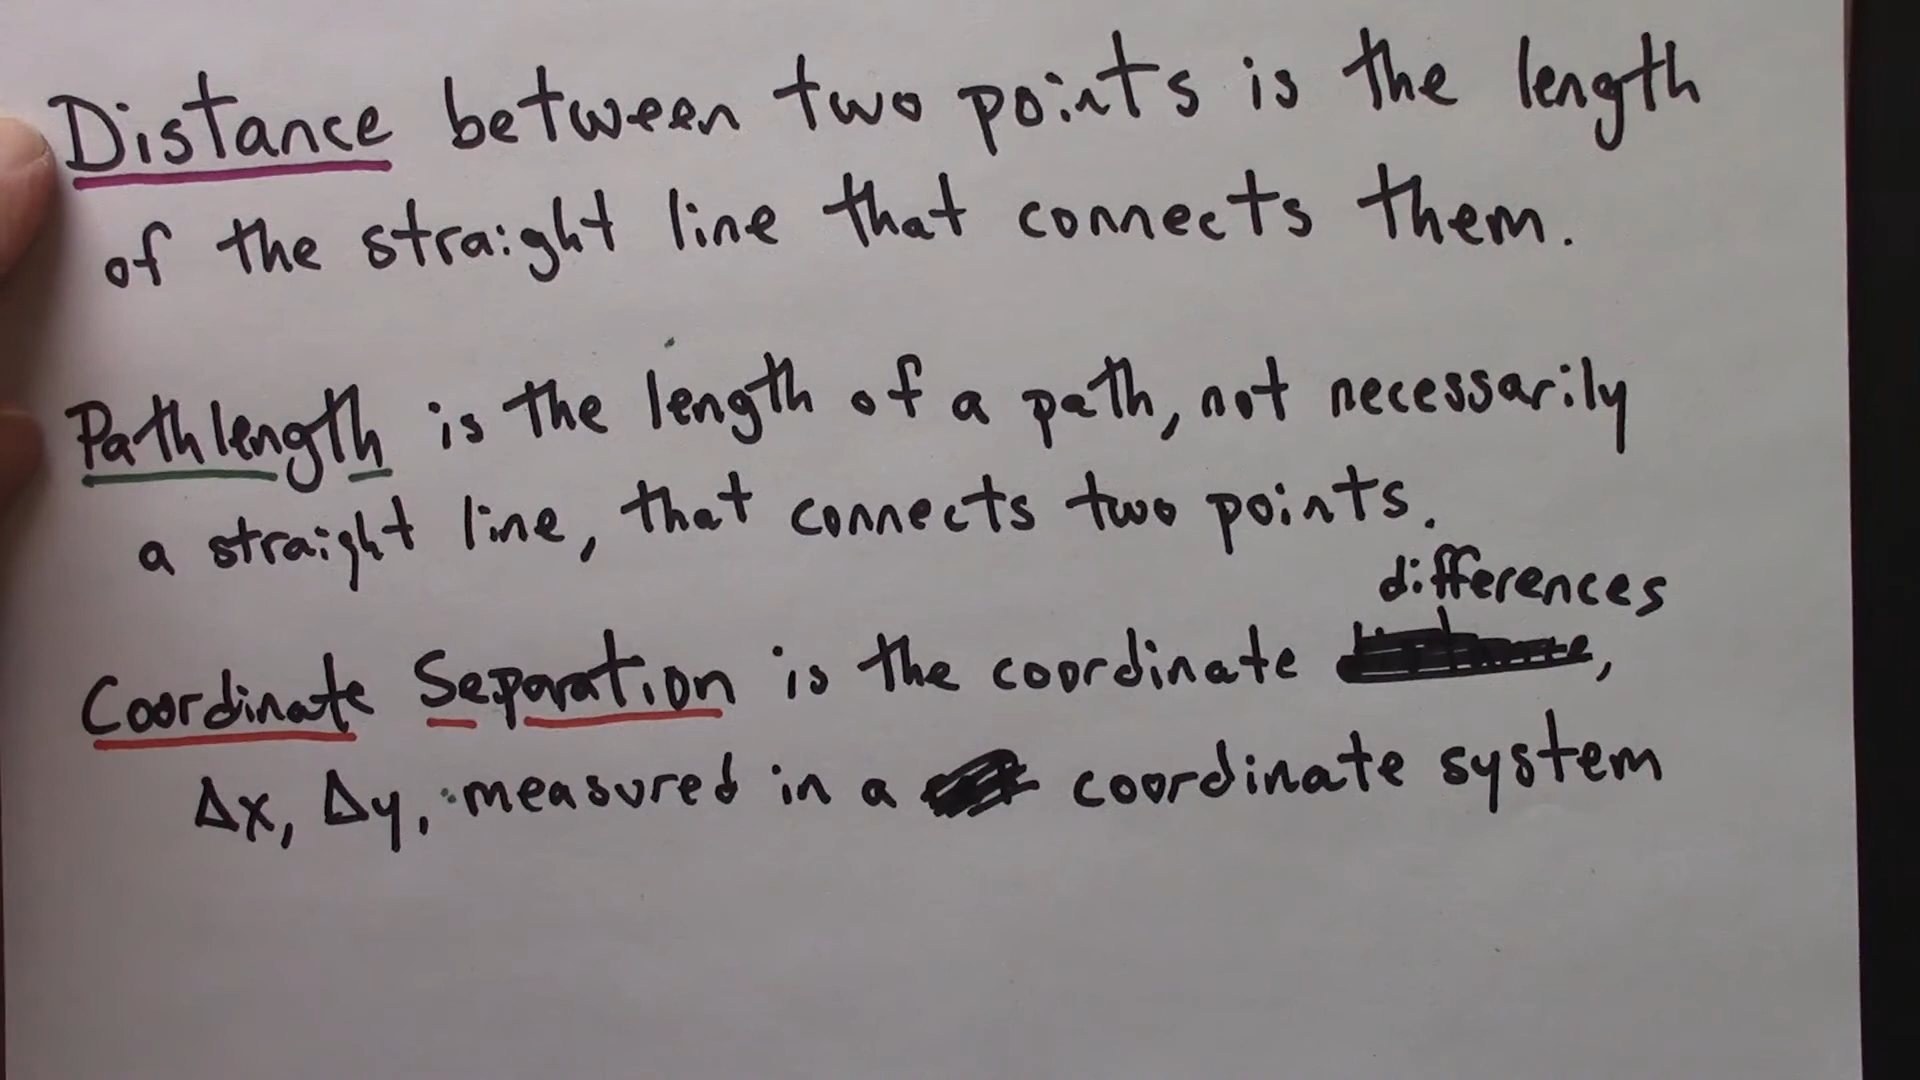 Distance between two points is the length
of the straight line that connects them.
Path length is the length of a path, not necessarily
a straight line, that connects two points.
differences
Coordinate Separation is the coordinate ,
Δx, Δy, measured in a coordinate system